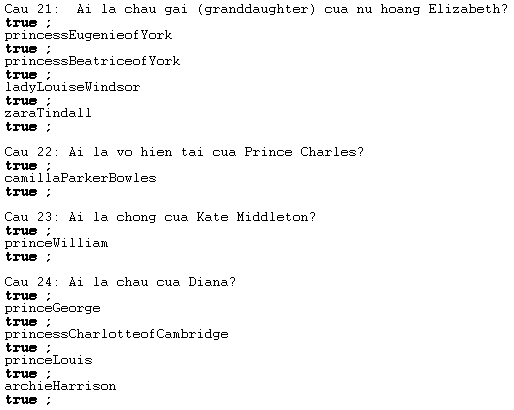 Cau 21:  Ai la chau gai (granddaughter) cua nu hoang Elizabeth?
true ;
princessEugenieofYork
true ;
princessBeatriceofYork
true ;
ladyLouiseWindsor
true ;
zaraTindall
true ;
Cau 22: Ai la vo hien tai cua Prince Charles?
true ;
camillaParkerBowles
true ;
Cau 23: Ai la chong cua Kate Middleton?
true ;
princeWilliam
true ;
Cau 24: Ai la chau cua Diana?
true ;
princeGeorge
true ;
princessCharlotteofCambridge
true ;
princeLouis
true ;
archieHarrison
true ;